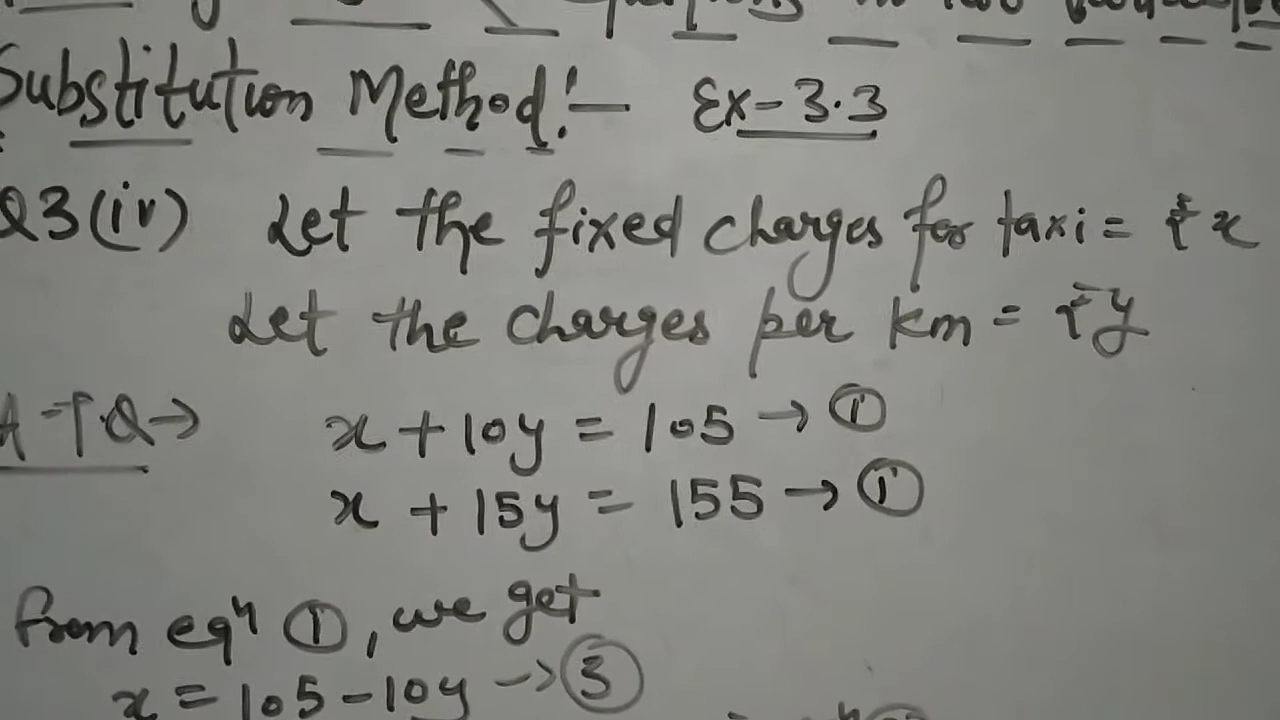 Substitution Method:- Ex-3.3
Q3(iv) Let the fixed charges for taxi = ₹ x
Let the charges per km = ₹ y
A.T.Q → x + 10y = 105 → ①
x + 15y = 155 → ①
from eqⁿ ①, we get
x = 105 - 10y → ③